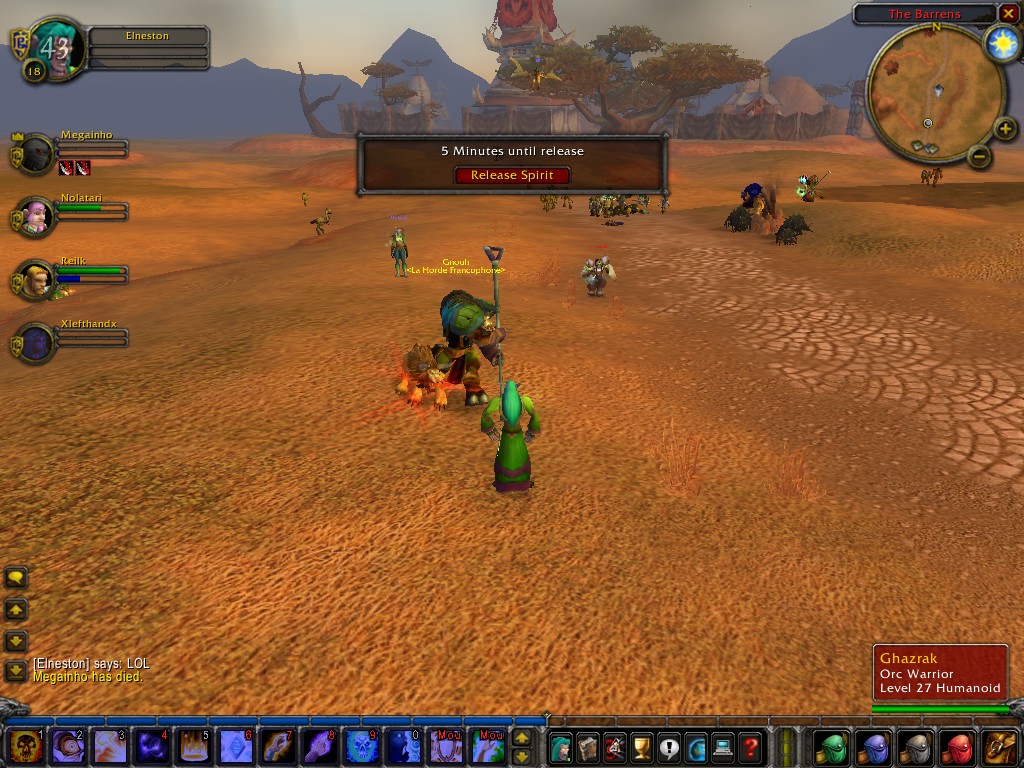 The Barrens
N
43
Elneston
18
Megainho
Nolatari
Reilk
Xlefthandx
5 Minutes until release
Release Spirit
Gnouh
<La Horde Francophone>
[Elneston] says: LOL
Megainho has died.
Ghazrak
Orc Warrior
Level 27 Humanoid
1 2 3 4 5 6 7 8 9 0 Mou Mou